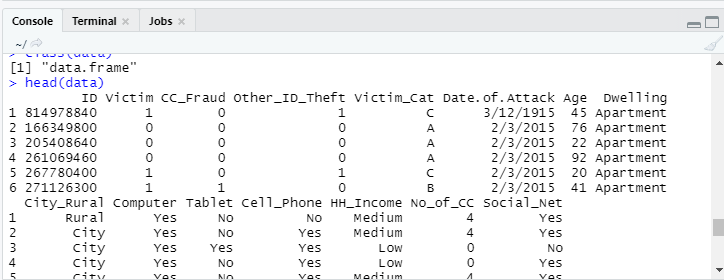 Console Terminal × Jobs ×
~/
> class(data)
[1] "data.frame"
> head(data)
ID Victim CC_Fraud Other_ID_Theft Victim_Cat Date.of.Attack Age Dwelling
1 814978840 1 0 1 C 3/12/1915 45 Apartment
2 166349800 0 0 0 A 2/3/2015 76 Apartment
3 205408640 0 0 0 A 2/3/2015 22 Apartment
4 261069460 0 0 0 A 2/3/2015 92 Apartment
5 267780400 1 0 1 C 2/3/2015 20 Apartment
6 271126300 1 1 0 B 2/3/2015 41 Apartment
City_Rural Computer Tablet Cell_Phone HH_Income No_of_CC Social_Net
1 Rural Yes No No Medium 4 Yes
2 City Yes No Yes Medium 4 Yes
3 City Yes Yes Yes Low 0 No
4 City Yes No Yes Low 0 Yes
5 City Yes No Yes Medium 4 Yes